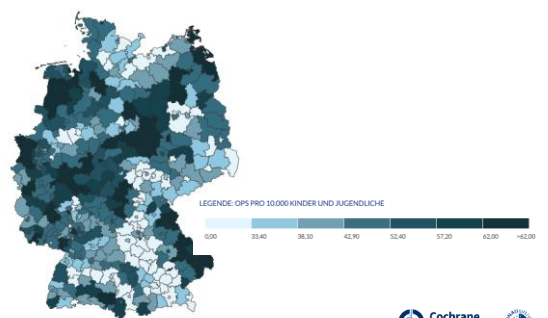 LEGENDE: OPS PRO 10.000 KINDER UND JUGENDLICHE
0,00 33,40 38,10 42,90 52,40 57,20 62,00 >62,00
Cochrane